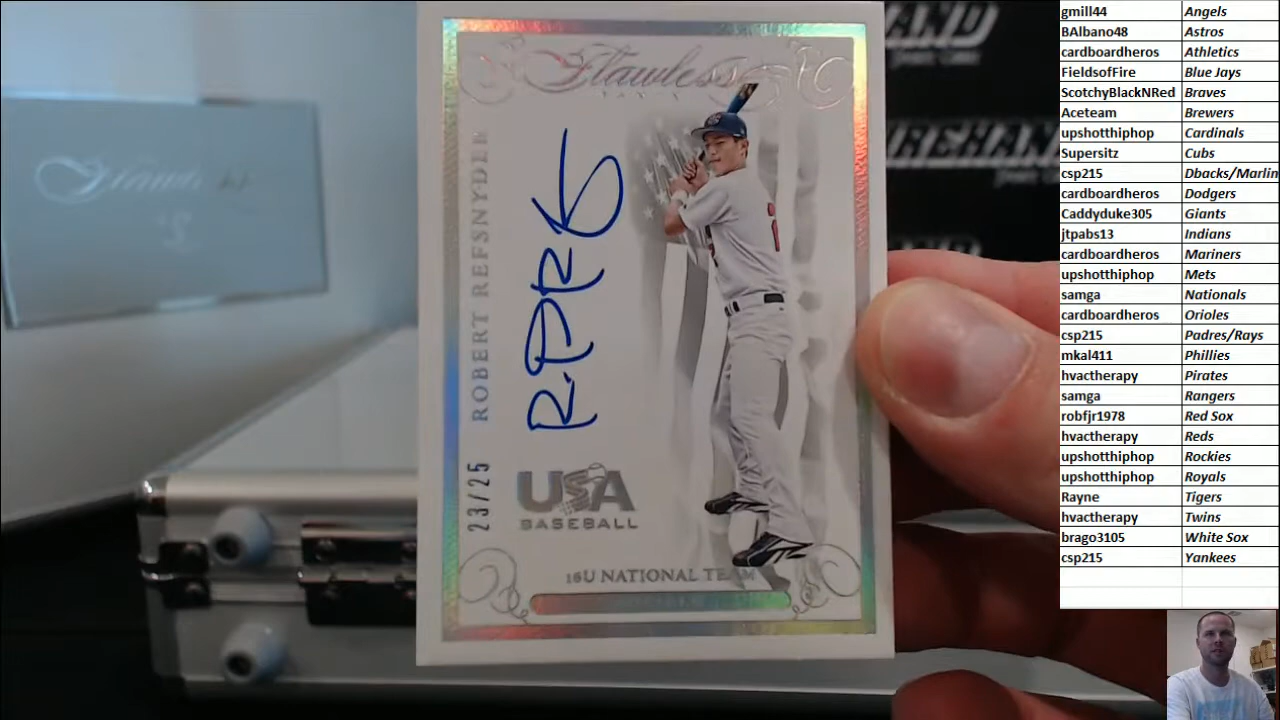 Flawless
ROBERT REFSNYDER
23/25
USA
BASEBALL
16U NATIONAL TEAM
Flawless
REHAND
gmill44 Angels
BAlbano48 Astros
cardboardheros Athletics
FieldsofFire Blue Jays
ScotchyBlackNRed Braves
Aceteam Brewers
upshotthiphop Cardinals
Supersitz Cubs
csp215 Dbacks/Marlin
cardboardheros Dodgers
Caddyduke305 Giants
jtpabs13 Indians
cardboardheros Mariners
upshotthiphop Mets
samga Nationals
cardboardheros Orioles
csp215 Padres/Rays
mkal411 Phillies
hvactherapy Pirates
samga Rangers
robfjr1978 Red Sox
hvactherapy Reds
upshotthiphop Rockies
upshotthiphop Royals
Rayne Tigers
hvactherapy Twins
brago3105 White Sox
csp215 Yankees